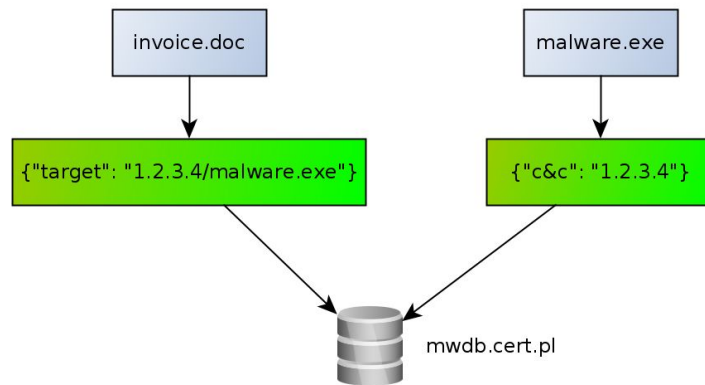 invoice.doc
malware.exe
{"target": "1.2.3.4/malware.exe"}
{"c&c": "1.2.3.4"}
mwdb.cert.pl